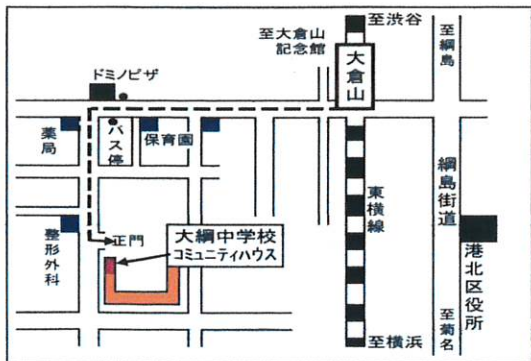 至渋谷
至大倉山
記念館
大倉山
至綱島
ドミノピザ
薬局
バス停
保育園
東横線
綱島街道
整形外科
正門
大綱中学校
コミュニティハウス
港北区役所
至横浜
至菊名